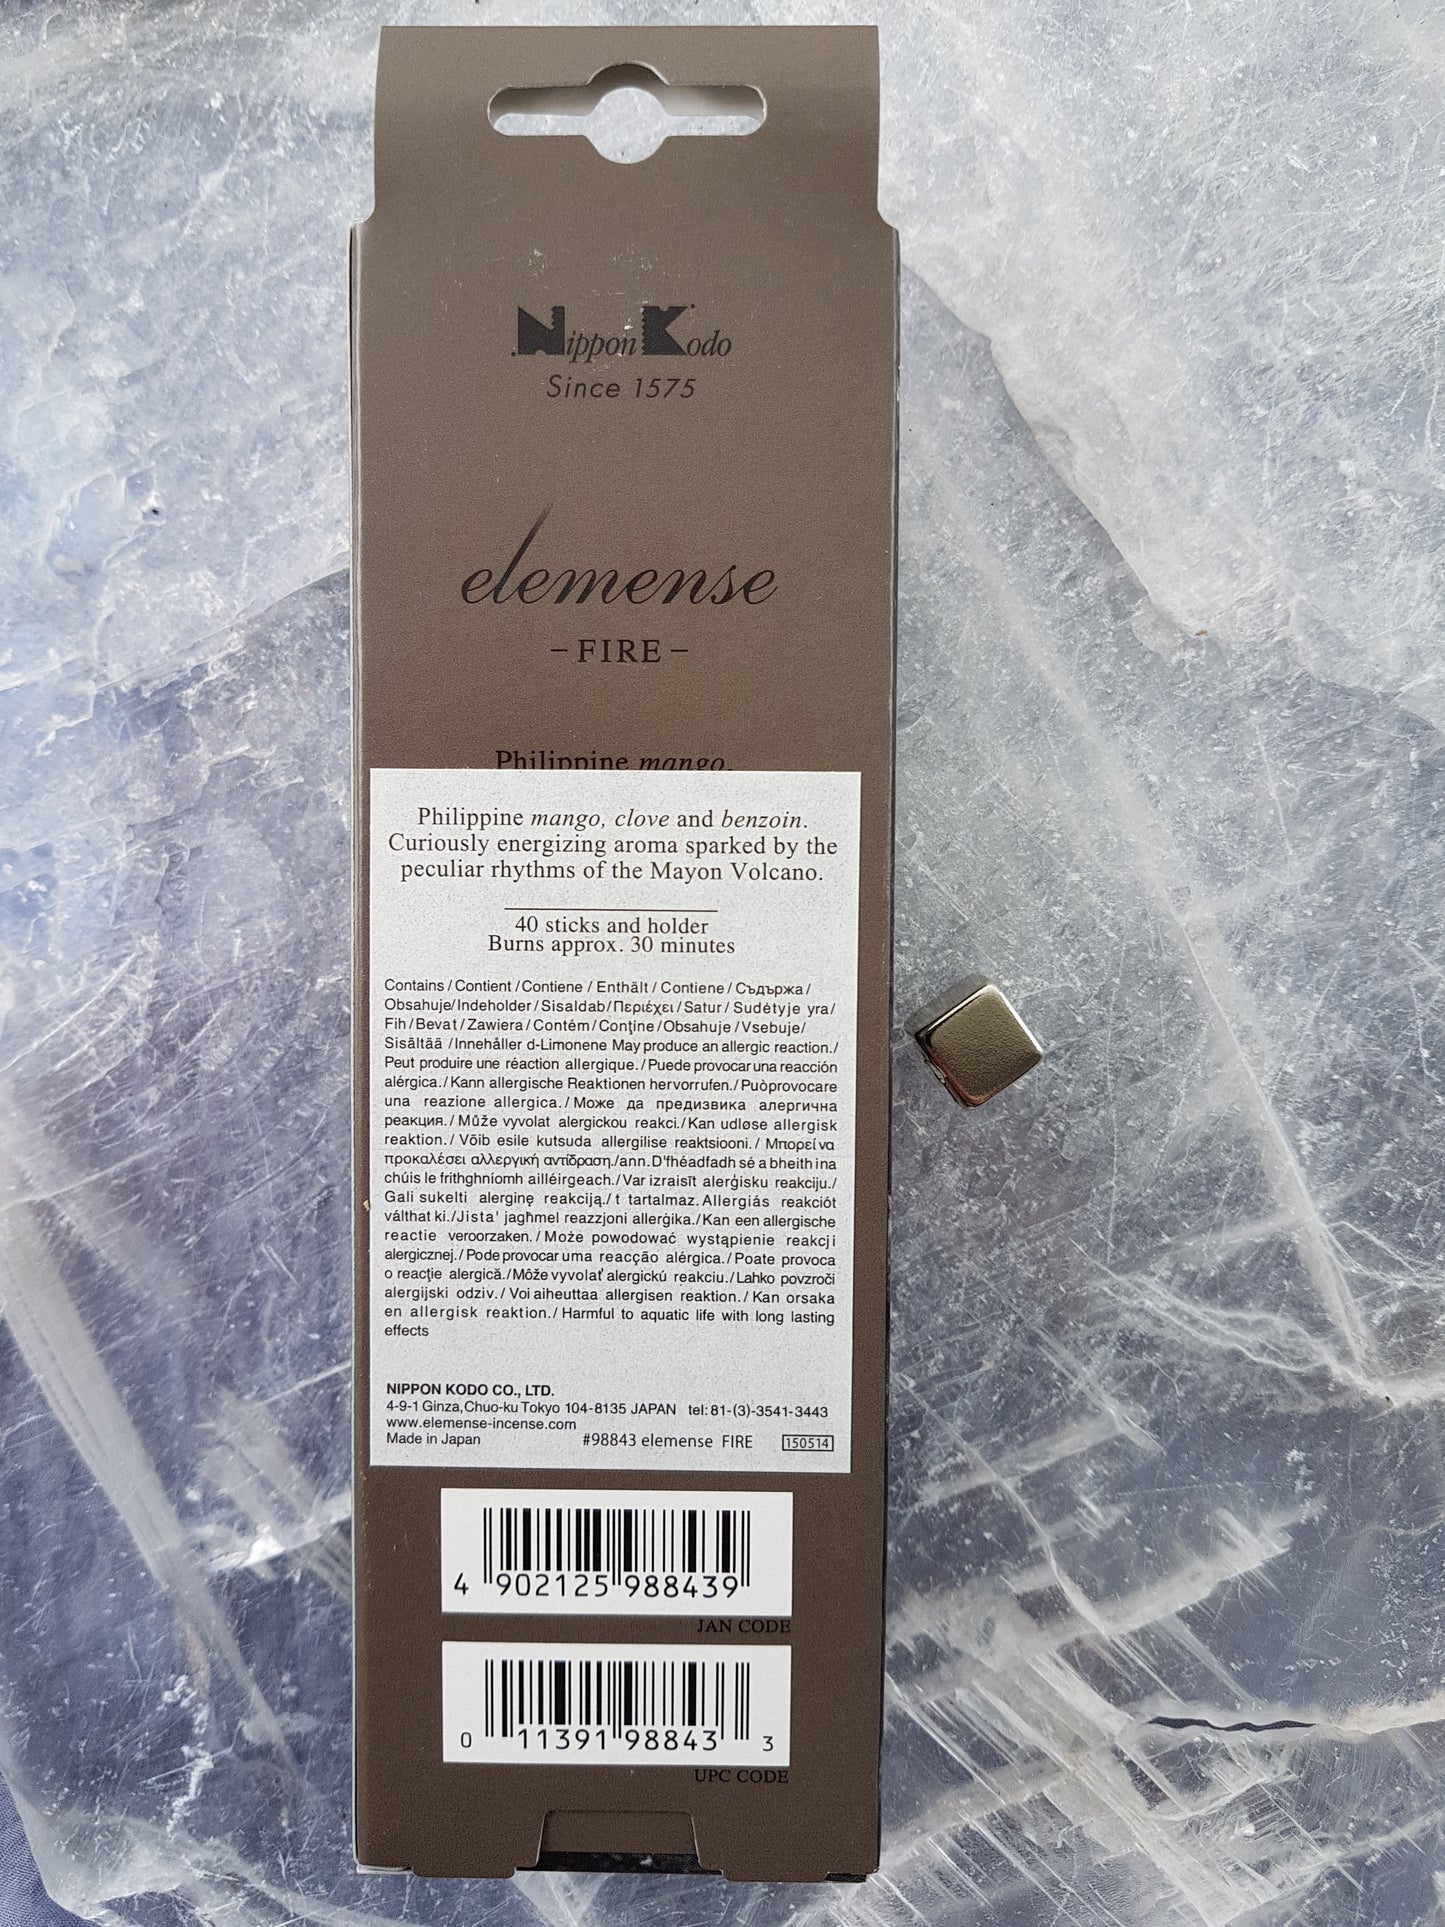 Nippon Kodo
Since 1575
elemense
– FIRE –
Philippine mango,
Philippine mango, clove and benzoin.
Curiously energizing aroma sparked by the
peculiar rhythms of the Mayon Volcano.
40 sticks and holder
Burns approx. 30 minutes
Contains / Contient / Contiene / Enthält / Contiene / Съдържа /
Obsahuje/Indeholder / Sisaldab/Περιέχει / Satur / Sudėtyje yra/
Fih / Bevat / Zawiera / Contém / Conţine / Obsahuje / Vsebuje/
Sisältää /Innehåller d-Limonene May produce an allergic reaction./
Peut produire une réaction allergique. / Puede provocar una reacción
alérgica. / Kann allergische Reaktionen hervorrufen. / Può provocare
una reazione allergica. / Може да предизвика алергична
реакция. / Může vyvolat alergickou reakci./ Kan udløse allergisk
reaktion. / Võib esile kutsuda allergilise reaktsiooni. / Μπορεί να
προκαλέσει αλλεργική αντίδραση./ann. D'fhéadfadh sé a bheith ina
chúis le frithghníomh ailléirgeach. / Var izraisīt alerģisku reakciju./
Gali sukelti alerginę reakciją./ t tartalmaz. Allergiás reakciót
válthat ki./Jista' jagħmel reazzjoni allerġika. / Kan een allergische
reactie veroorzaken. / Może powodować wystąpienie reakcji
alergicznej. / Pode provocar uma reacção alérgica. / Poate provoca
o reacţie alergică. / Môže vyvolať alergickú reakciu. / Lahko povzroči
alergijski odziv. / Voi aiheuttaa allergisen reaktion. / Kan orsaka
en allergisk reaktion. / Harmful to aquatic life with long lasting
effects
NIPPON KODO CO., LTD.
4-9-1 Ginza, Chuo-ku Tokyo 104-8135 JAPAN tel: 81-(3)-3541-3443
www.elemense-incense.com
Made in Japan #98843 elemense FIRE 150514
4 902125 988439
JAN CODE
0 11391 98843 3
UPC CODE